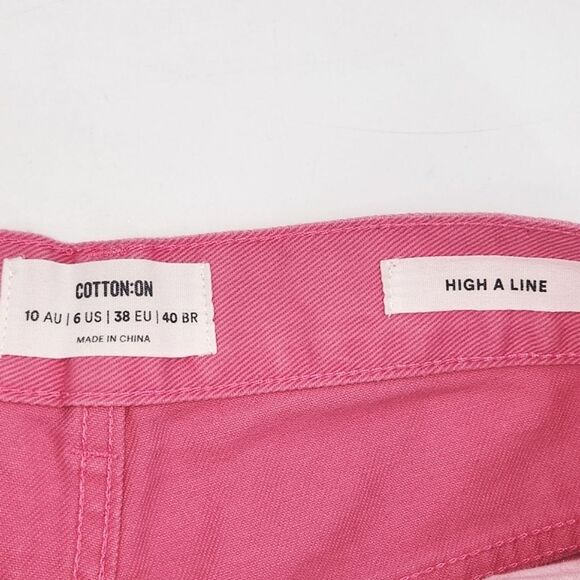 COTTON:ON
10 AU | 6 US | 38 EU | 40 BR
MADE IN CHINA
HIGH A LINE